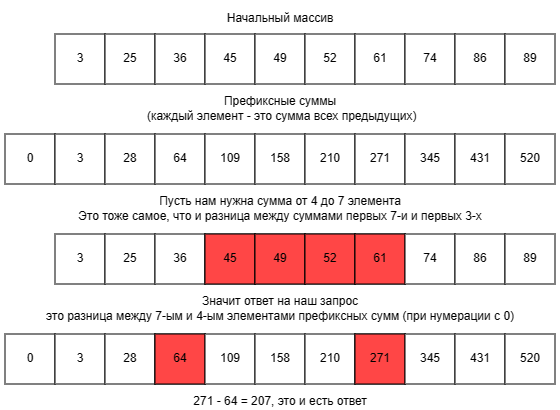 Начальный массив
3 25 36 45 49 52 61 74 86 89
Префиксные суммы
(каждый элемент - это сумма всех предыдущих)
0 3 28 64 109 158 210 271 345 431 520
Пусть нам нужна сумма от 4 до 7 элемента
Это тоже самое, что и разница между суммами первых 7-и и первых 3-х
3 25 36 45 49 52 61 74 86 89
Значит ответ на наш запрос
это разница между 7-ым и 4-ым элементами префиксных сумм (при нумерации с 0)
0 3 28 64 109 158 210 271 345 431 520
271 - 64 = 207, это и есть ответ